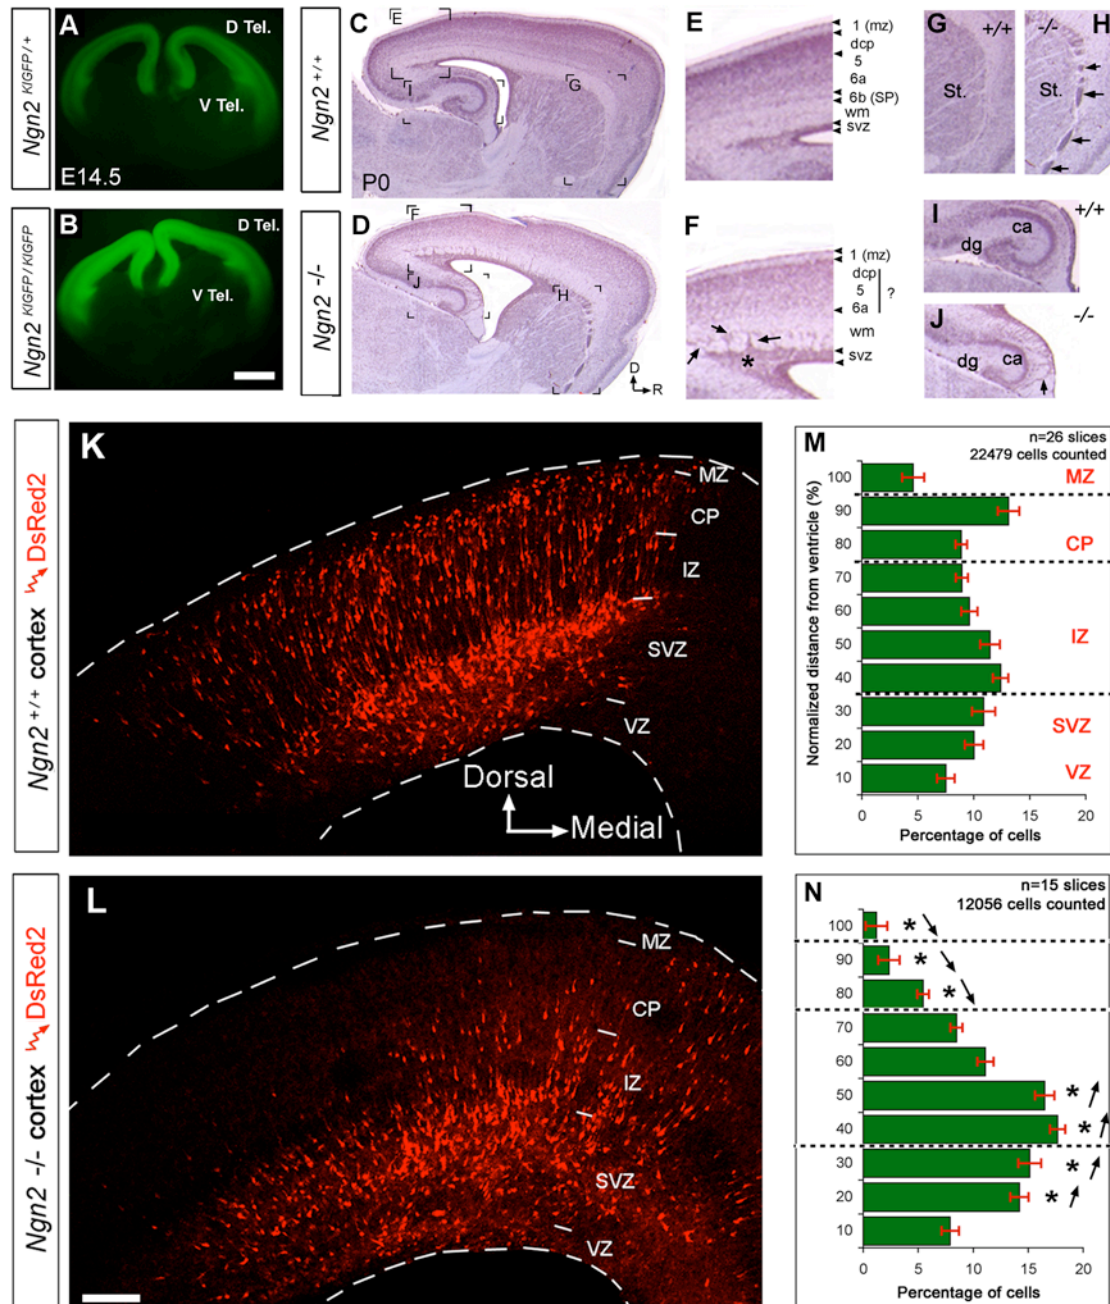 Ngn2 KIGFP/+
A
D Tel.
V Tel.
E14.5
Ngn2 KIGFP/KIGFP
B
D Tel.
V Tel.
Ngn2 +/+
C
E
I
G
P0
Ngn2 -/-
D
F
J
H
D
R
E
1 (mz)
dcp
5
6a
6b (SP)
wm
svz
F
1 (mz)
dcp
5
6a
?
wm
svz
*
G
+/+
St.
-/-
H
St.
I
+/+
ca
dg
J
-/-
ca
dg
Ngn2 +/+ cortex DsRed2
K
MZ
CP
IZ
SVZ
VZ
Dorsal
Medial
M
n=26 slices
22479 cells counted
Normalized distance from ventricle (%)
100
90
80
70
60
50
40
30
20
10
MZ
CP
IZ
SVZ
VZ
0 5 10 15 20
Percentage of cells
Ngn2 -/- cortex DsRed2
L
MZ
CP
IZ
SVZ
VZ
N
n=15 slices
12056 cells counted
100 *
90 *
80 *
70
60
50 *
40 *
30 *
20 *
10
0 5 10 15 20
Percentage of cells